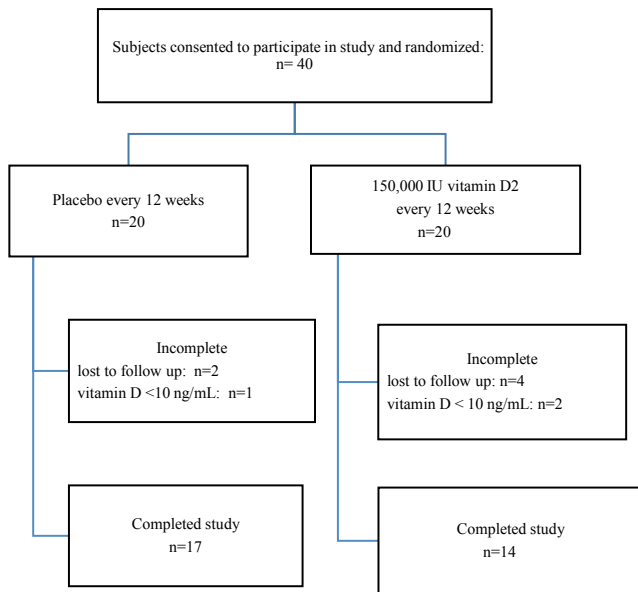 Subjects consented to participate in study and randomized:
n= 40
Placebo every 12 weeks
n=20
150,000 IU vitamin D2
every 12 weeks
n=20
Incomplete
lost to follow up: n=2
vitamin D <10 ng/mL: n=1
Incomplete
lost to follow up: n=4
vitamin D < 10 ng/mL: n=2
Completed study
n=17
Completed study
n=14